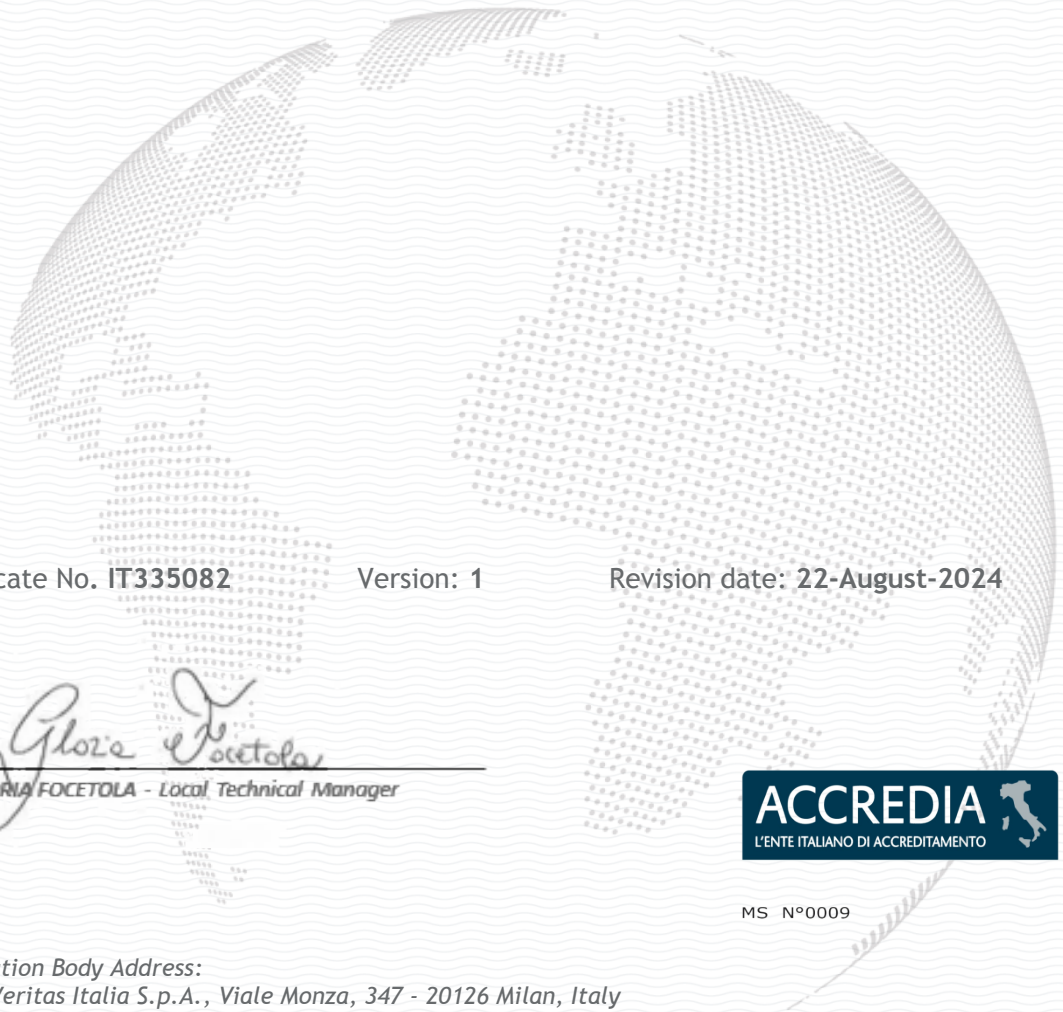 cate No. IT335082 Version: 1 Revision date: 22-August-2024
Gloria Focetola
RIA FOCETOLA - Local Technical Manager
ACCREDIA
L'ENTE ITALIANO DI ACCREDITAMENTO
MS N°0009
tion Body Address:
Veritas Italia S.p.A., Viale Monza, 347 - 20126 Milan, Italy